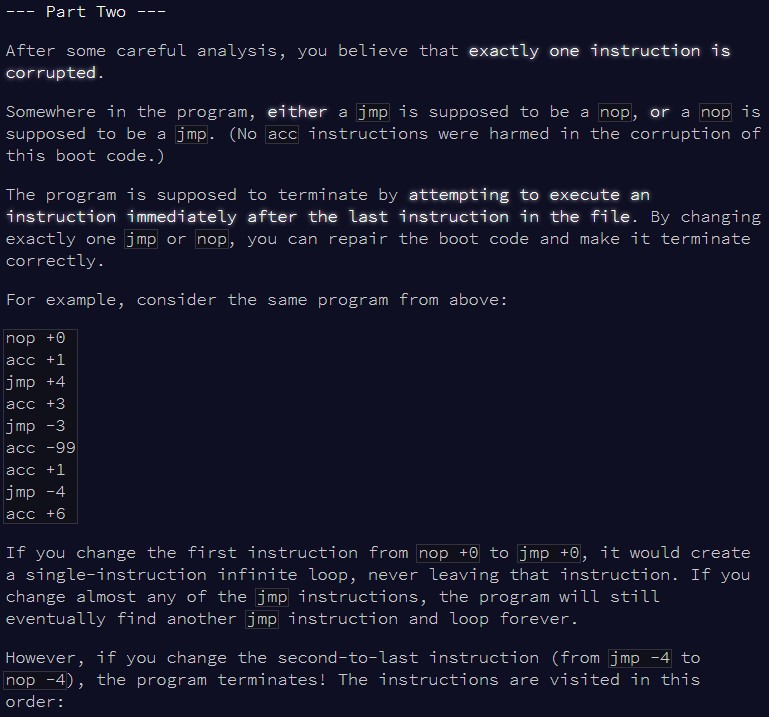 --- Part Two ---
After some careful analysis, you believe that exactly one instruction is
corrupted.
Somewhere in the program, either a jmp is supposed to be a nop, or a nop is
supposed to be a jmp. (No acc instructions were harmed in the corruption of
this boot code.)
The program is supposed to terminate by attempting to execute an
instruction immediately after the last instruction in the file. By changing
exactly one jmp or nop, you can repair the boot code and make it terminate
correctly.
For example, consider the same program from above:
nop +0
acc +1
jmp +4
acc +3
jmp -3
acc -99
acc +1
jmp -4
acc +6
If you change the first instruction from nop +0 to jmp +0, it would create
a single-instruction infinite loop, never leaving that instruction. If you
change almost any of the jmp instructions, the program will still
eventually find another jmp instruction and loop forever.
However, if you change the second-to-last instruction (from jmp -4 to
nop -4), the program terminates! The instructions are visited in this
order: